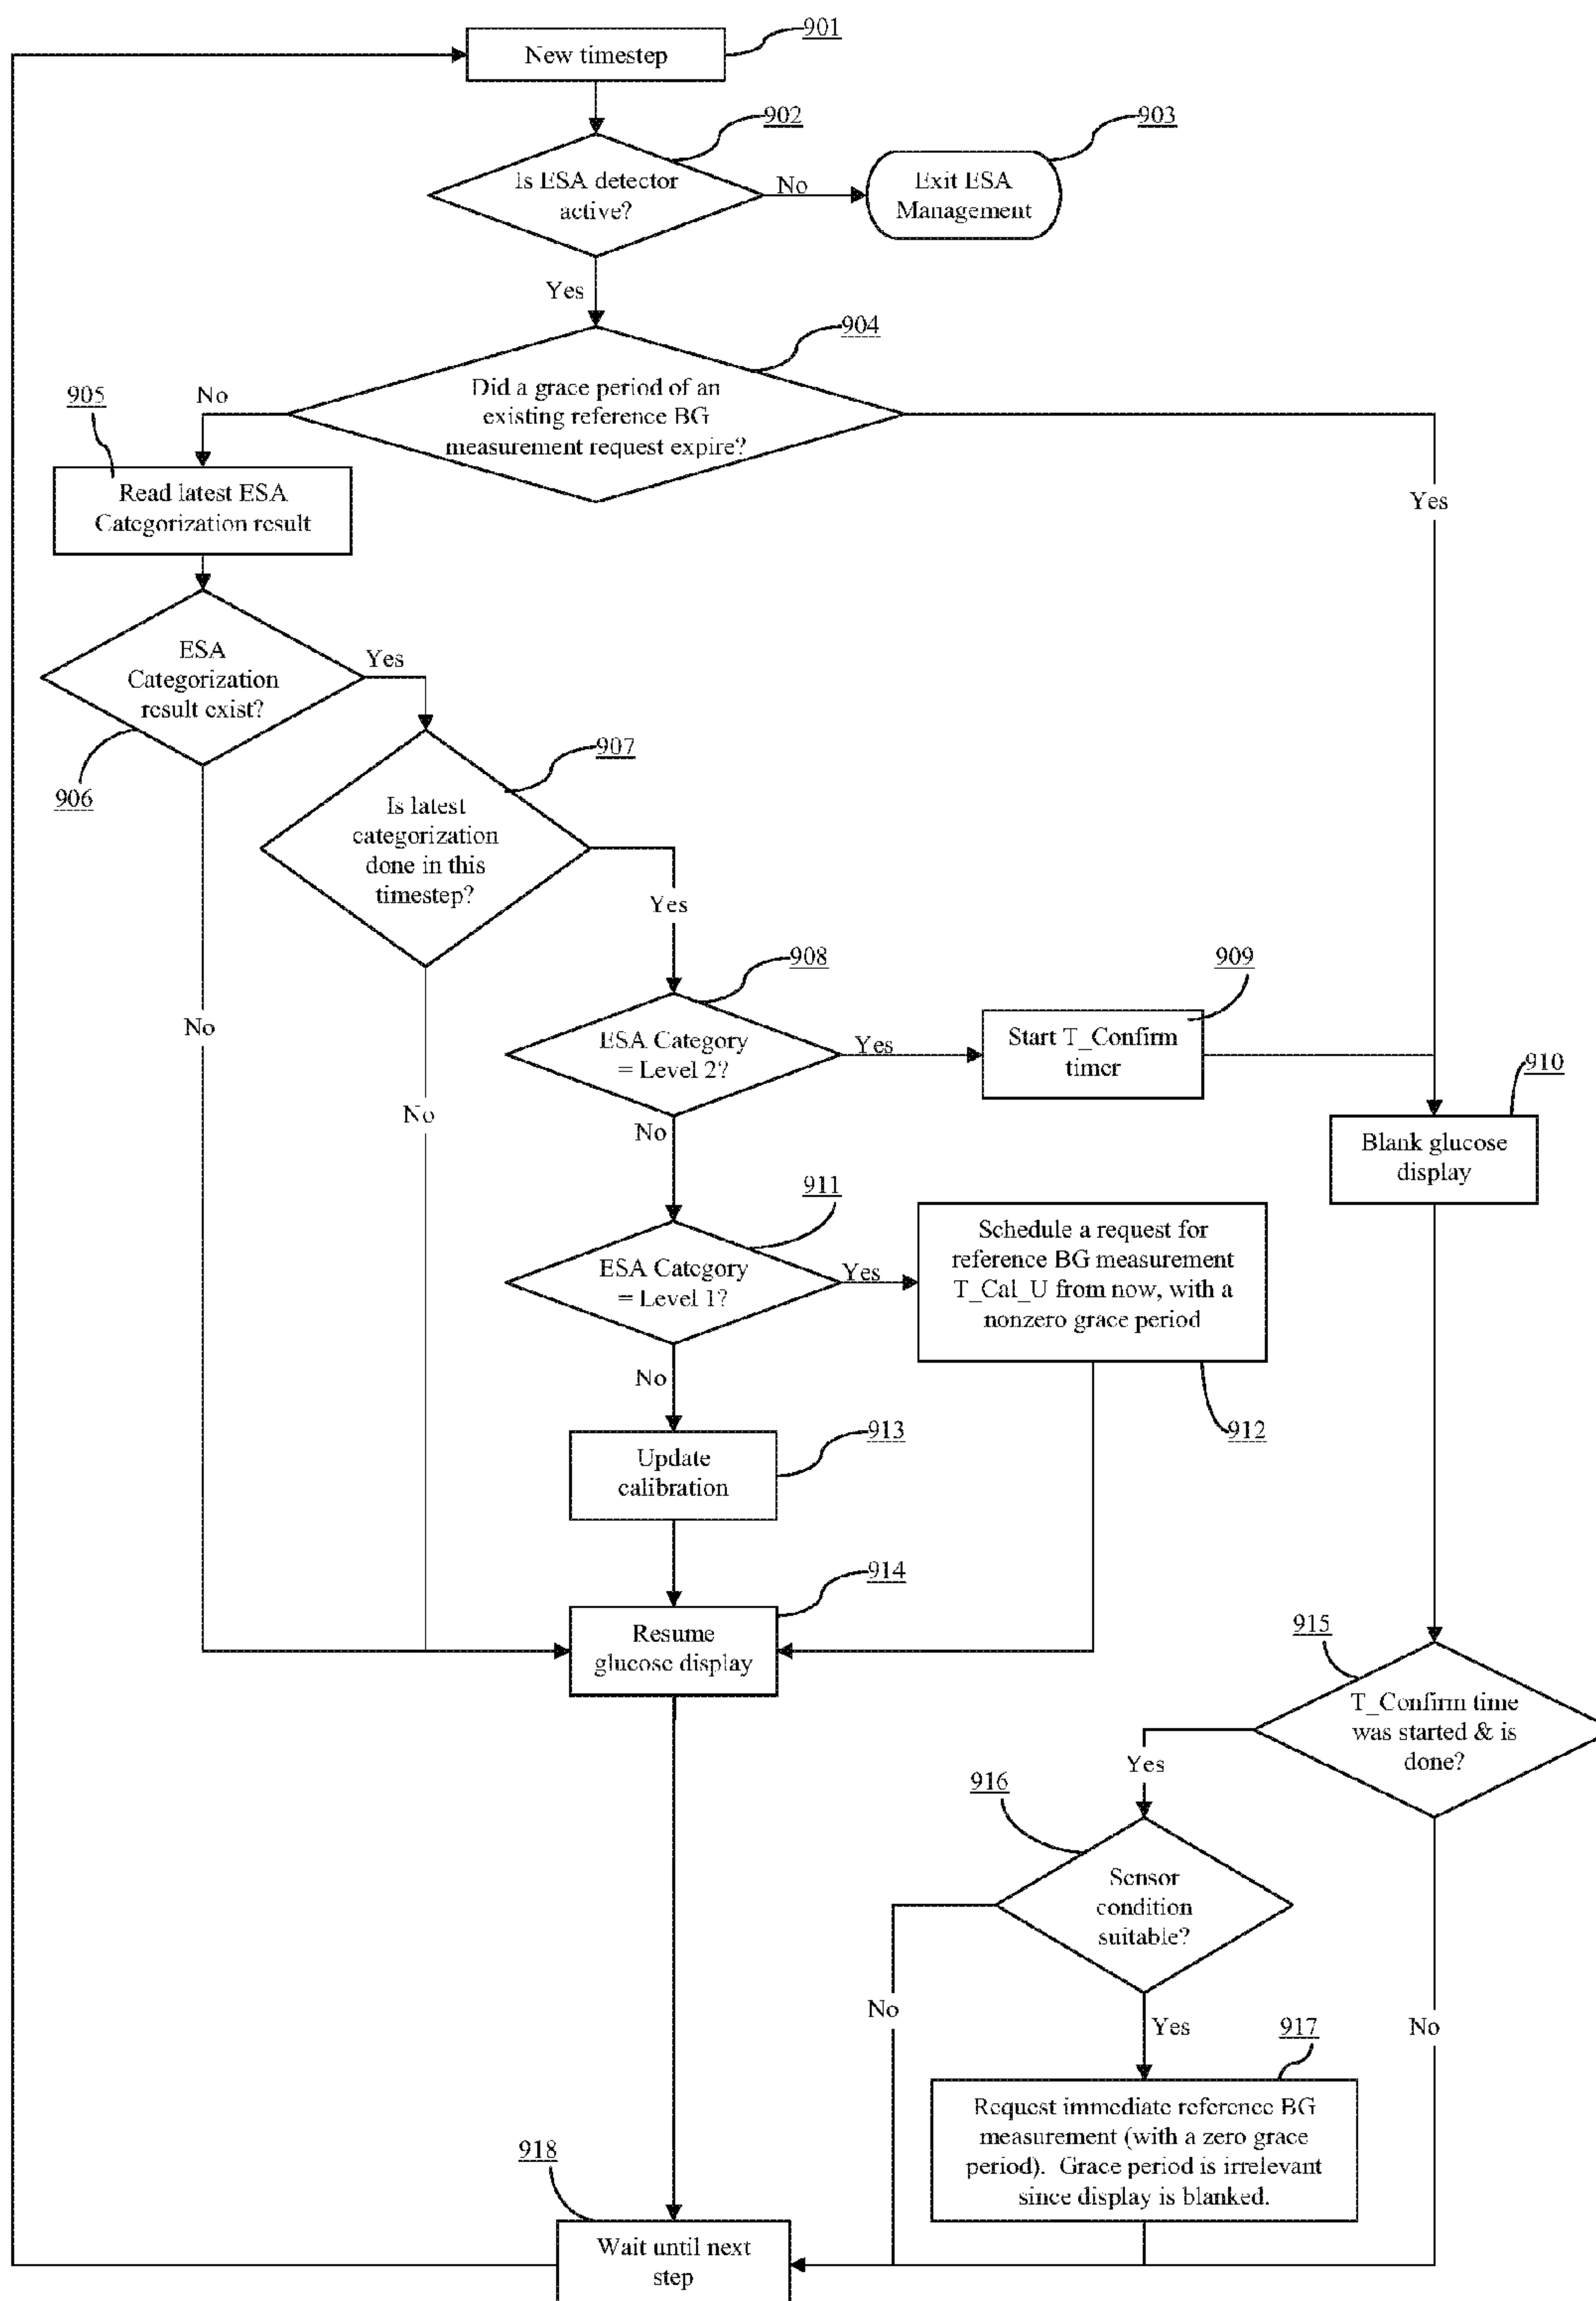 901
New timestep
902
903
Is ESA detector
active?
No
Exit ESA
Management
Yes
904
905
No
Did a grace period of an
existing reference BG
measurement request expire?
Read latest ESA
Categorization result
Yes
ESA
Categorization
result exist?
Yes
907
906
Is latest
categorization
done in this
timestep?
Yes
908
909
No
ESA Category
= Level 2?
Yes
Start T_Confirm
timer
910
No
No
Blank glucose
display
911
Schedule a request for
reference BG measurement
T_Cal_U from now, with a
nonzero grace period
ESA Category
= Level 1?
Yes
No
913
912
Update
calibration
914
915
Resume
glucose display
T_Confirm time
was started & is
done?
Yes
916
Sensor
condition
suitable?
No
Yes
917
No
Request immediate reference BG
measurement (with a zero grace
period). Grace period is irrelevant
since display is blanked.
918
Wait until next
step